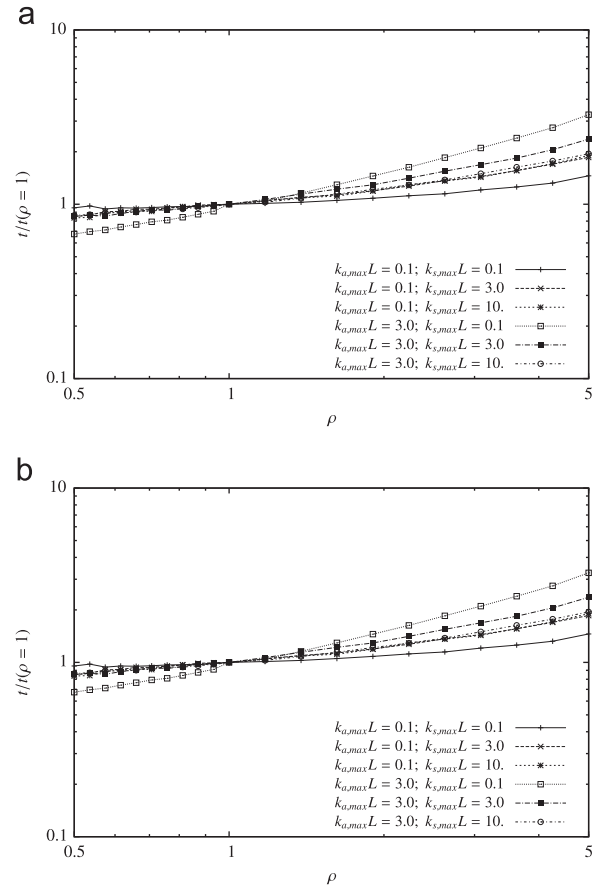 a
10
1
0.1
t/t(ρ = 1)
k_{a,max}L = 0.1; k_{s,max}L = 0.1
k_{a,max}L = 0.1; k_{s,max}L = 3.0
k_{a,max}L = 0.1; k_{s,max}L = 10.
k_{a,max}L = 3.0; k_{s,max}L = 0.1
k_{a,max}L = 3.0; k_{s,max}L = 3.0
k_{a,max}L = 3.0; k_{s,max}L = 10.
0.5 1 5
ρ
b
10
1
0.1
t/t(ρ = 1)
k_{a,max}L = 0.1; k_{s,max}L = 0.1
k_{a,max}L = 0.1; k_{s,max}L = 3.0
k_{a,max}L = 0.1; k_{s,max}L = 10.
k_{a,max}L = 3.0; k_{s,max}L = 0.1
k_{a,max}L = 3.0; k_{s,max}L = 3.0
k_{a,max}L = 3.0; k_{s,max}L = 10.
0.5 1 5
ρ